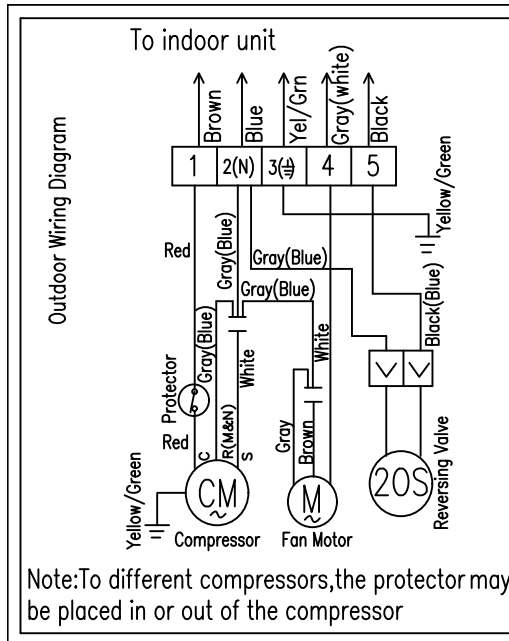 To indoor unit
Brown
Blue
Yel/Grn
Gray(white)
Black
1
2(N)
3(⏚)
4
5
Outdoor Wiring Diagram
Red
Gray(Blue)
Gray(Blue)
Yellow/Green
Gray(Blue)
Gray(Blue)
White
White
Black(Blue)
Protector
Red
C
R(M&N)
S
Gray
Brown
Yellow/Green
CM
~
M
~
20S
Reversing Valve
Compressor
Fan Motor
Note:To different compressors,the protector may
be placed in or out of the compressor